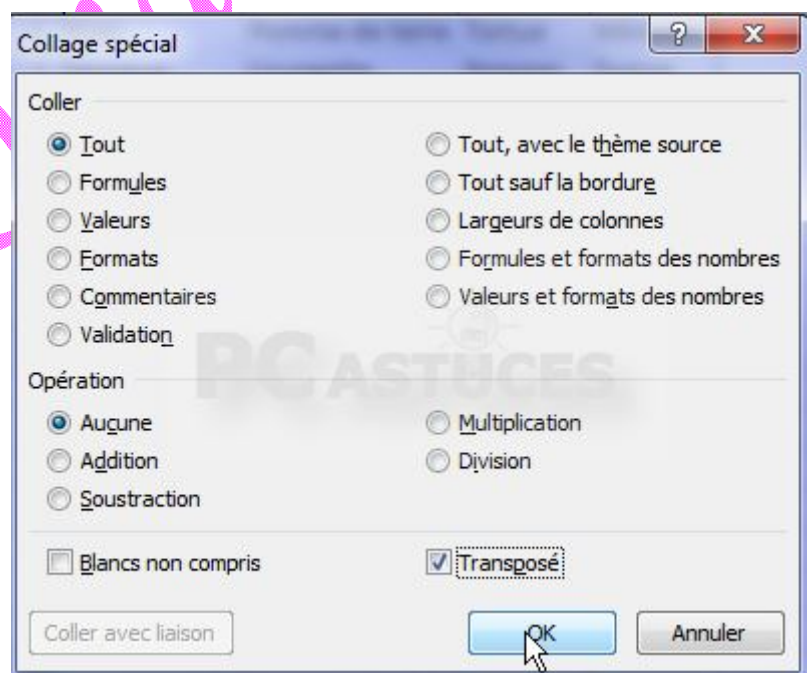 Collage spécial
Coller
Tout
Tout, avec le thème source
Formules
Tout sauf la bordure
Valeurs
Largeurs de colonnes
Formats
Formules et formats des nombres
Commentaires
Valeurs et formats des nombres
Validation
PC ASTUCES
Opération
Aucune
Multiplication
Addition
Division
Soustraction
Blancs non compris
Transposé
Coller avec liaison
OK
Annuler